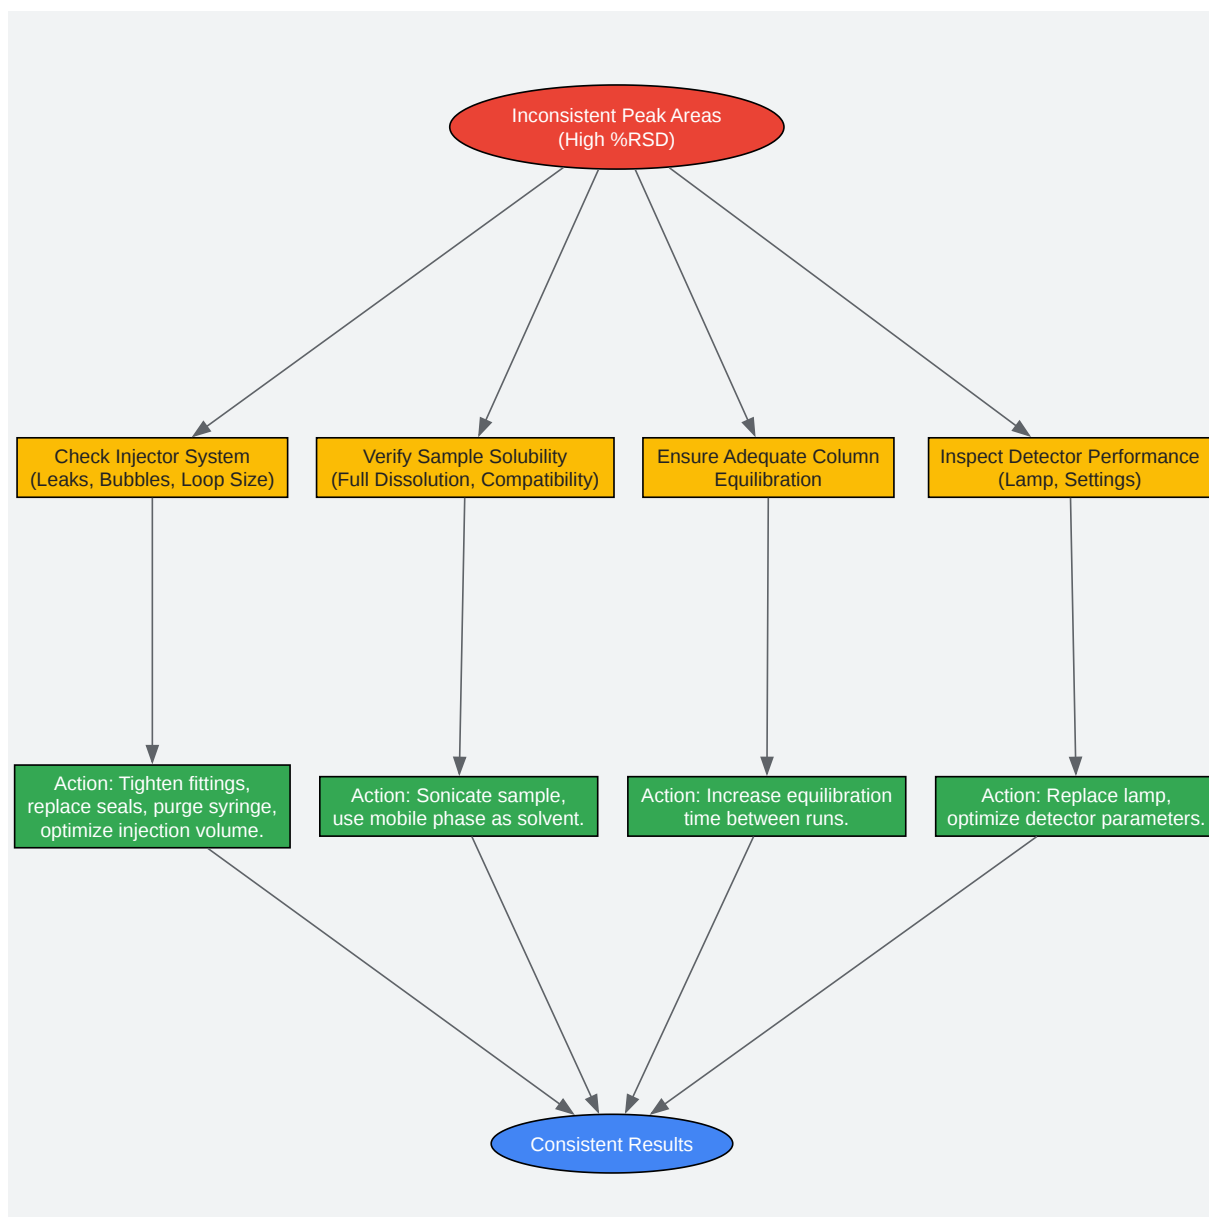 Inconsistent Peak Areas
(High %RSD)
Check Injector System
(Leaks, Bubbles, Loop Size)
Verify Sample Solubility
(Full Dissolution, Compatibility)
Ensure Adequate Column
Equilibration
Inspect Detector Performance
(Lamp, Settings)
Action: Tighten fittings,
replace seals, purge syringe,
optimize injection volume.
Action: Sonicate sample,
use mobile phase as solvent.
Action: Increase equilibration
time between runs.
Action: Replace lamp,
optimize detector parameters.
Consistent Results